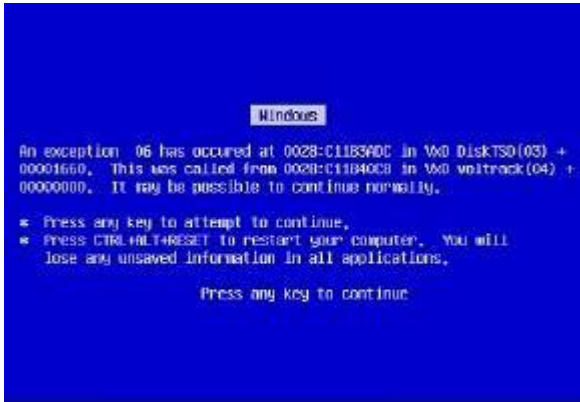 Windows
An exception 06 has occured at 0028:C11B3ADC in VxD DiskTSD(03) +
00001660. This was called from 0028:C11B40C8 in VxD voltrack(04) +
00000000. It may be possible to continue normally.
* Press any key to attempt to continue.
* Press CTRL+ALT+RESET to restart your computer. You will
lose any unsaved information in all applications.
Press any key to continue